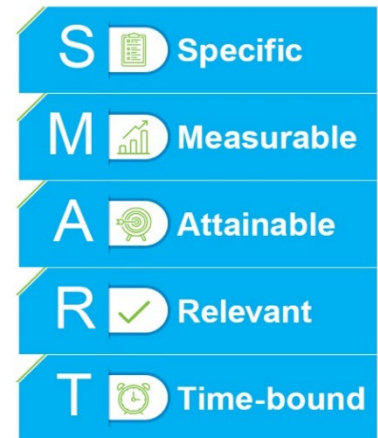 S Specific
M Measurable
A Attainable
R Relevant
T Time-bound